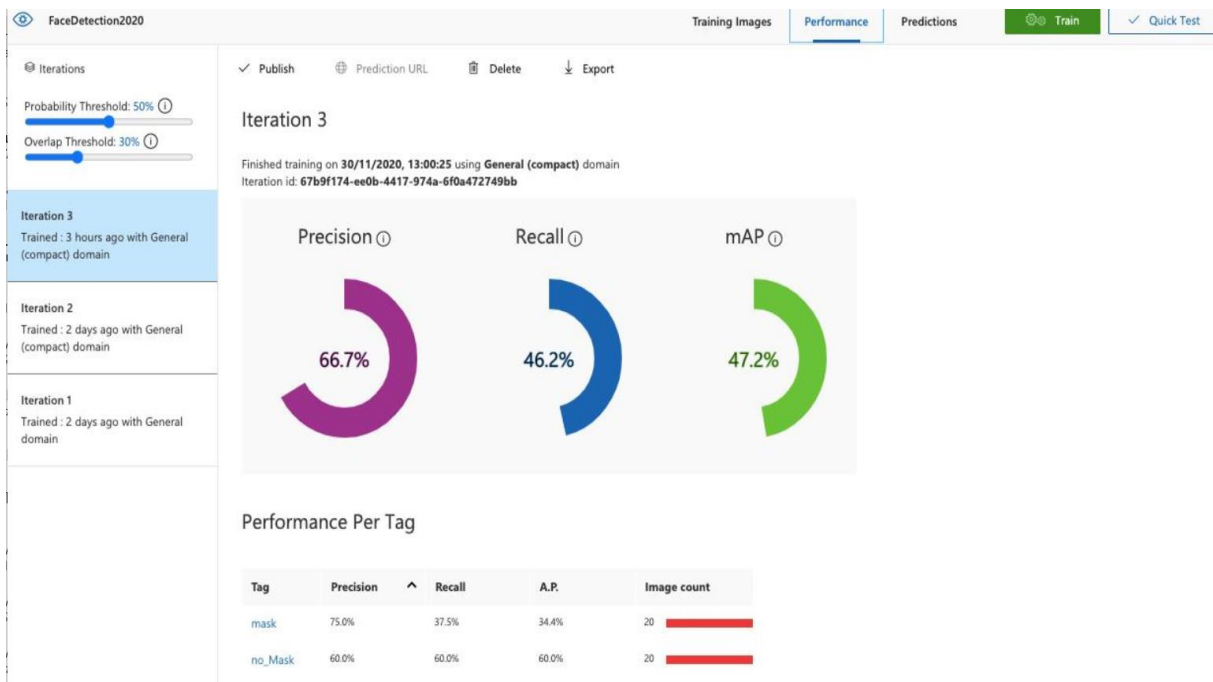 FaceDetection2020
Training Images
Performance
Predictions
Train
Quick Test
Iterations
Probability Threshold: 50%
Overlap Threshold: 30%
Iteration 3
Trained : 3 hours ago with General
(compact) domain
Iteration 2
Trained : 2 days ago with General
(compact) domain
Iteration 1
Trained : 2 days ago with General
domain
Publish
Prediction URL
Delete
Export
Iteration 3
Finished training on 30/11/2020, 13:00:25 using General (compact) domain
Iteration id: 67b9f174-ee0b-4417-974a-6f0a472749bb
Precision
Recall
mAP
66.7%
46.2%
47.2%
Performance Per Tag
Tag Precision Recall A.P. Image count
mask 75.0% 37.5% 34.4% 20
no_Mask 60.0% 60.0% 60.0% 20